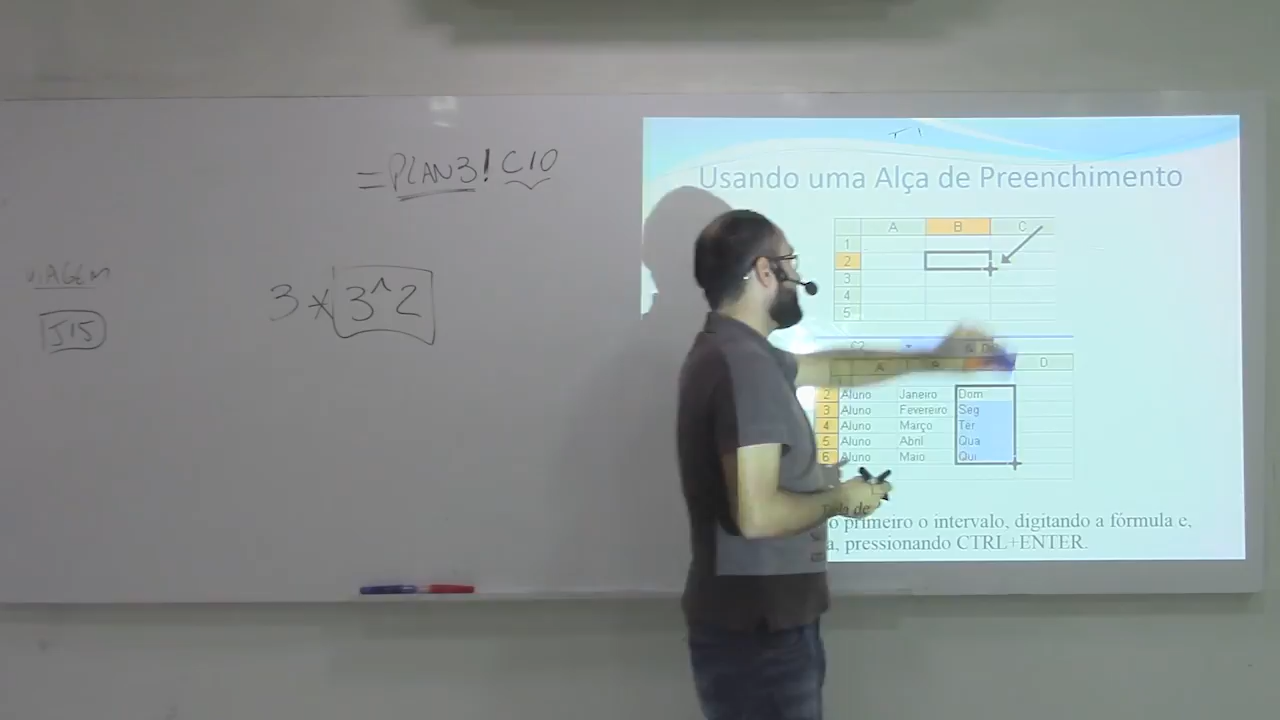 =PLAN3!C10
VIAGEM
J15
3*3^2
Usando uma Alça de Preenchimento
A B C
1
2
3
4
5
C2
A D
2 Aluno Janeiro Dom
3 Aluno Fevereiro Seg
4 Aluno Março Ter
5 Aluno Abril Qua
6 Aluno Maio Qui
de
o primeiro o intervalo, digitando a fórmula e,
a, pressionando CTRL+ENTER.